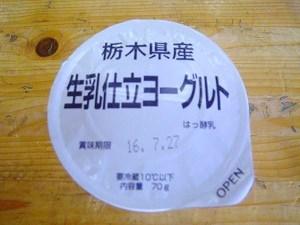 栃木県産
生乳仕立ヨーグルト
はっ酵乳
賞味期限 16.7.27
要冷蔵10℃以下
内容量 70g
OPEN